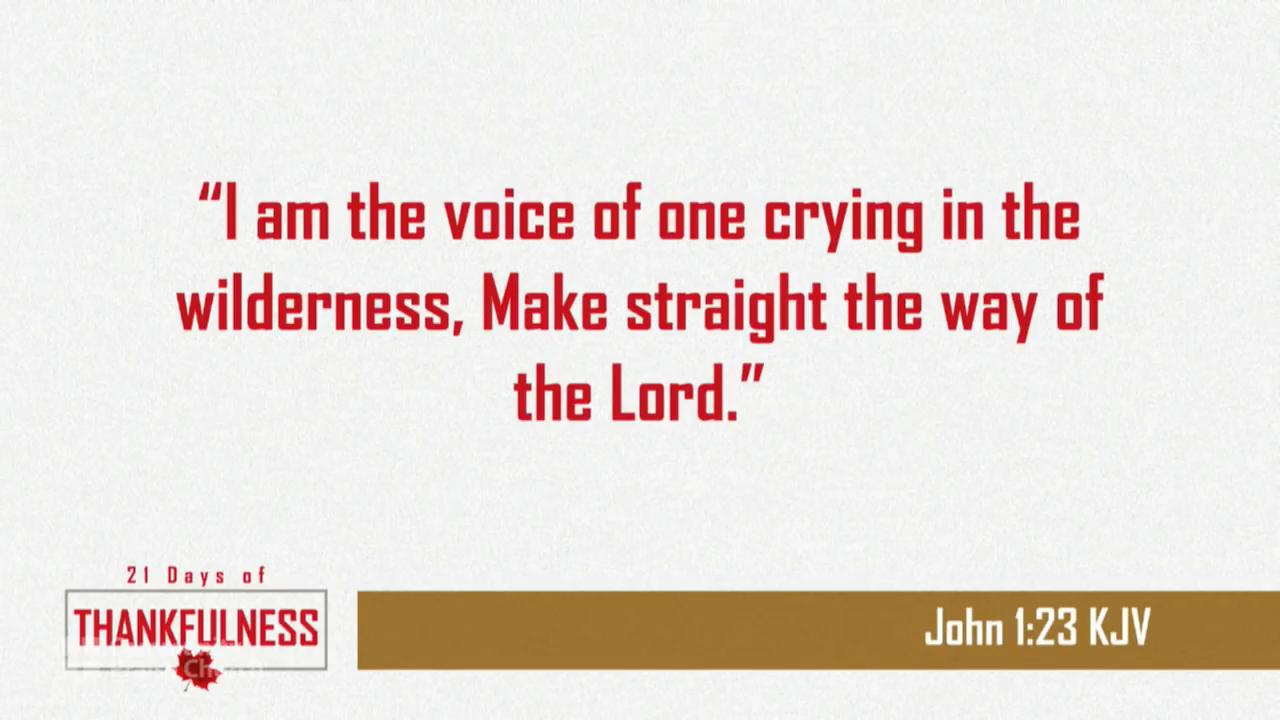 “I am the voice of one crying in the
wilderness, Make straight the way of
the Lord.”
21 Days of
THANKFULNESS
John 1:23 KJV